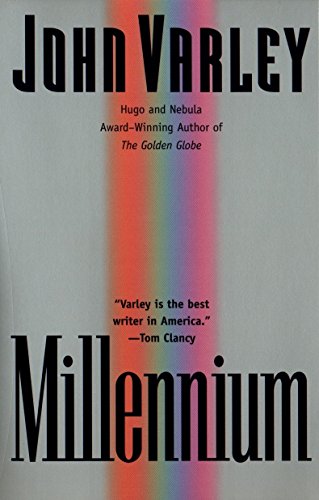 JOHN VARLEY
Hugo and Nebula
Award–Winning Author of
The Golden Globe
“Varley is the best
writer in America.”
—Tom Clancy
Millennium